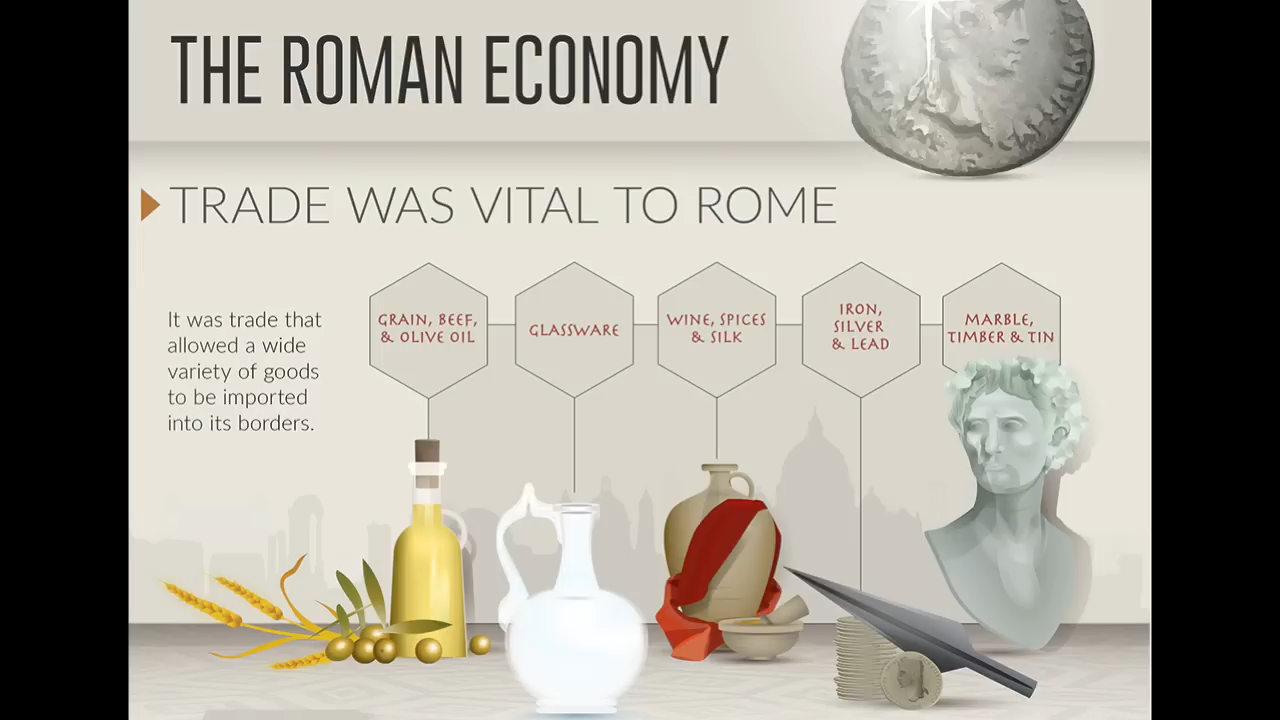 THE ROMAN ECONOMY
TRADE WAS VITAL TO ROME
It was trade that
allowed a wide
variety of goods
to be imported
into its borders.
GRAIN, BEEF,
& OLIVE OIL
GLASSWARE
WINE, SPICES
& SILK
IRON,
SILVER
& LEAD
MARBLE,
TIMBER & TIN